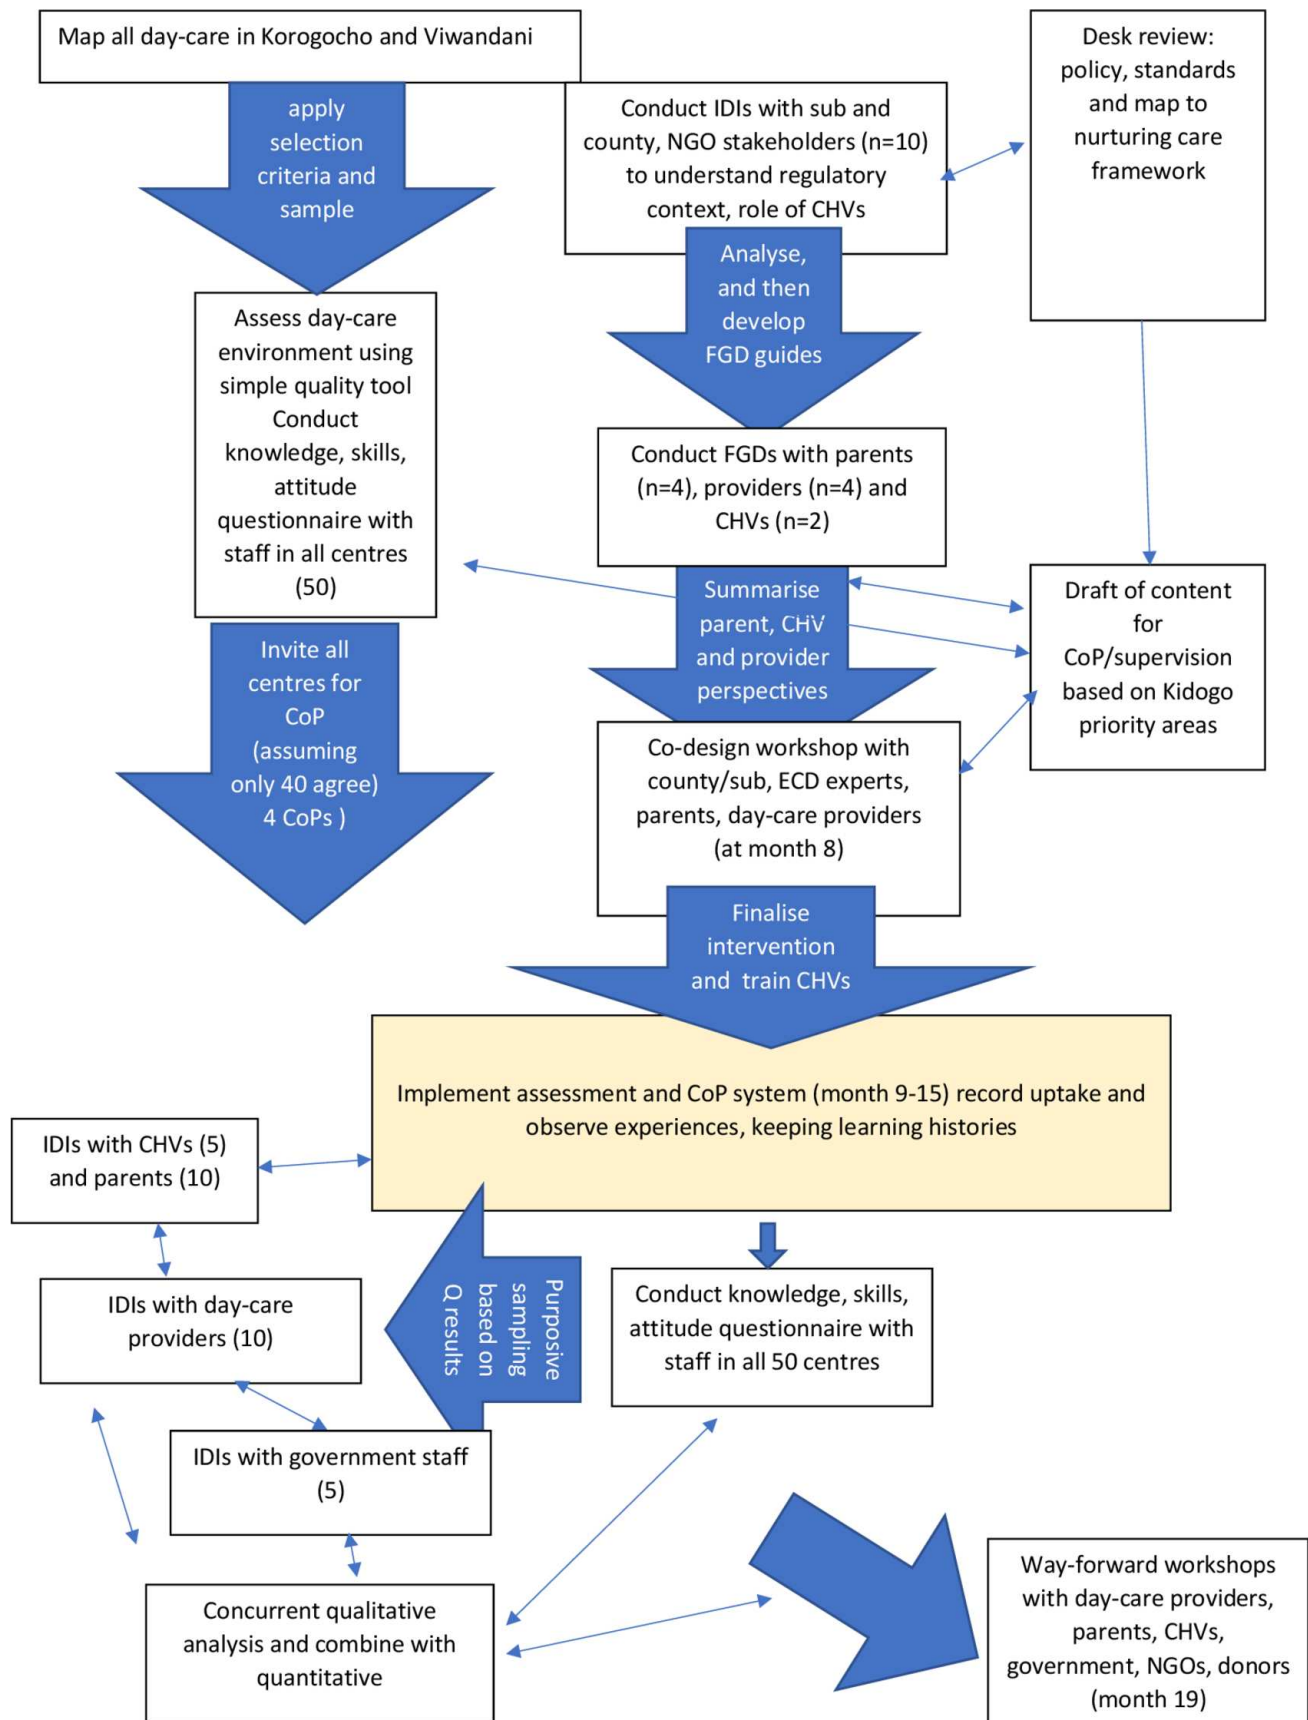 Map all day-care in Korogocho and Viwandani
apply
selection
criteria and
sample
Conduct IDIs with sub and
county, NGO stakeholders (n=10)
to understand regulatory
context, role of CHVs
Desk review:
policy, standards
and map to
nurturing care
framework
Analyse,
and then
develop
FGD guides
Assess day-care
environment using
simple quality tool
Conduct
knowledge, skills,
attitude
questionnaire with
staff in all centres
(50)
Conduct FGDs with parents
(n=4), providers (n=4) and
CHVs (n=2)
Summarise
parent, CHV
and provider
perspectives
Draft of content
for
CoP/supervision
based on Kidogo
priority areas
Invite all
centres for
CoP
(assuming
only 40 agree)
4 CoPs )
Co-design workshop with
county/sub, ECD experts,
parents, day-care providers
(at month 8)
Finalise
intervention
and  train CHVs
Implement assessment and CoP system (month 9-15) record uptake and
observe experiences, keeping learning histories
IDIs with CHVs (5)
and parents (10)
Purposive
sampling
based on
Q results
IDIs with day-care
providers (10)
Conduct knowledge, skills,
attitude questionnaire with
staff in all 50 centres
IDIs with government staff
(5)
Concurrent qualitative
analysis and combine with
quantitative
Way-forward workshops
with day-care providers,
parents, CHVs,
government, NGOs, donors
(month 19)